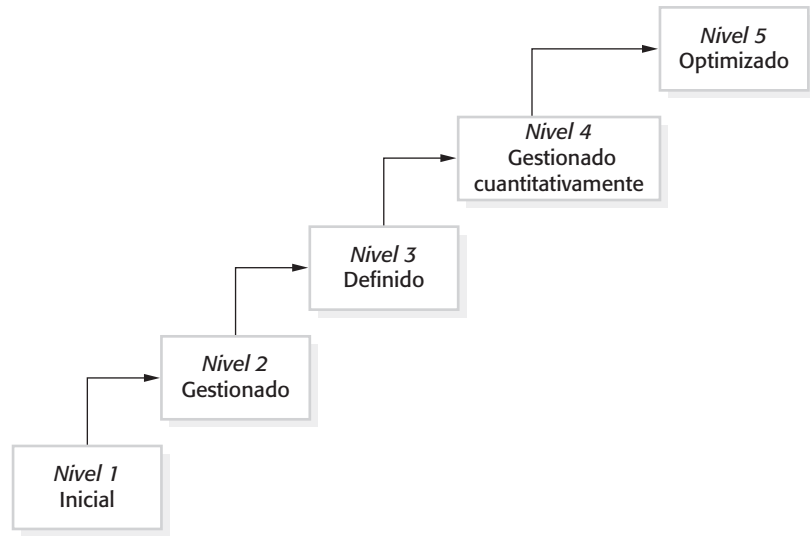 Nivel 5
Optimizado
Nivel 4
Gestionado
cuantitativamente
Nivel 3
Definido
Nivel 2
Gestionado
Nivel 1
Inicial